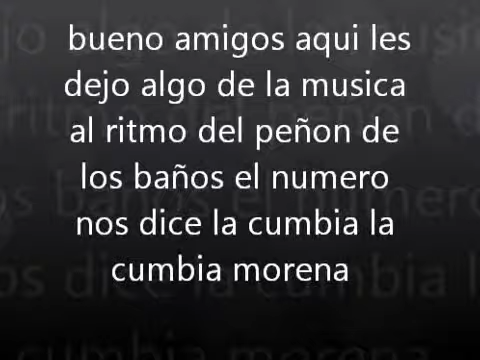 bueno amigos aqui les
dejo algo de la musica
al ritmo del peñon de
los baños el numero
nos dice la cumbia la
cumbia morena